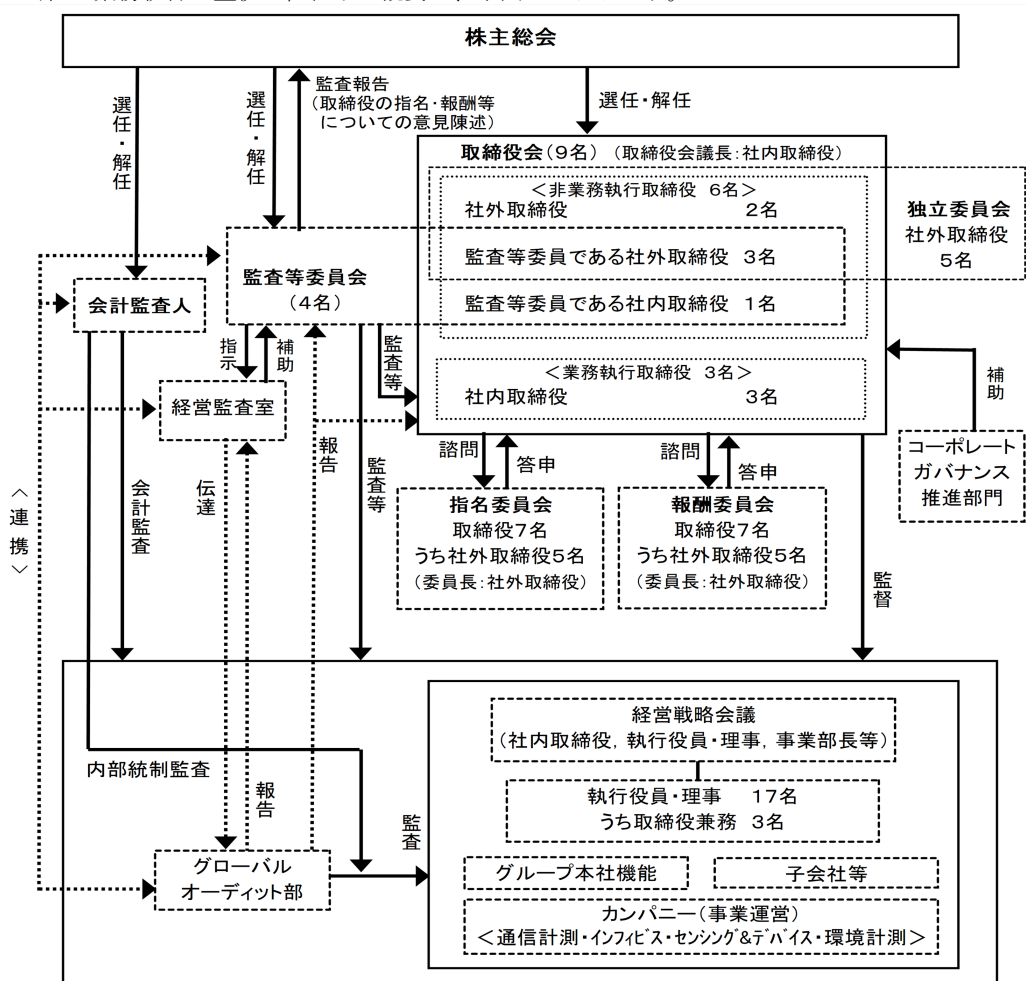 株主総会
選任・解任
選任・解任
監査報告
(取締役の指名・報酬等
についての意見陳述)
選任・解任
取締役会(9名) (取締役会議長:社内取締役)
<非業務執行取締役 6名>
社外取締役 2名
独立委員会
社外取締役
5名
監査等委員会
(4名)
監査等委員である社外取締役 3名
監査等委員である社内取締役 1名
会計監査人
指示
補助
監査等
<業務執行取締役 3名>
社内取締役 3名
補助
経営監査室
コーポレート
ガバナンス
推進部門
<連携>
会計監査
伝達
報告
監査等
諮問
答申
諮問
答申
指名委員会
取締役7名
うち社外取締役5名
(委員長:社外取締役)
報酬委員会
取締役7名
うち社外取締役5名
(委員長:社外取締役)
監督
経営戦略会議
(社内取締役, 執行役員・理事, 事業部長等)
内部統制監査
報告
執行役員・理事 17名
うち取締役兼務 3名
監査
グローバル
オーディット部
グループ本社機能
子会社等
カンパニー(事業運営)
<通信計測・インフィビス・センシング&デバイス・環境計測>